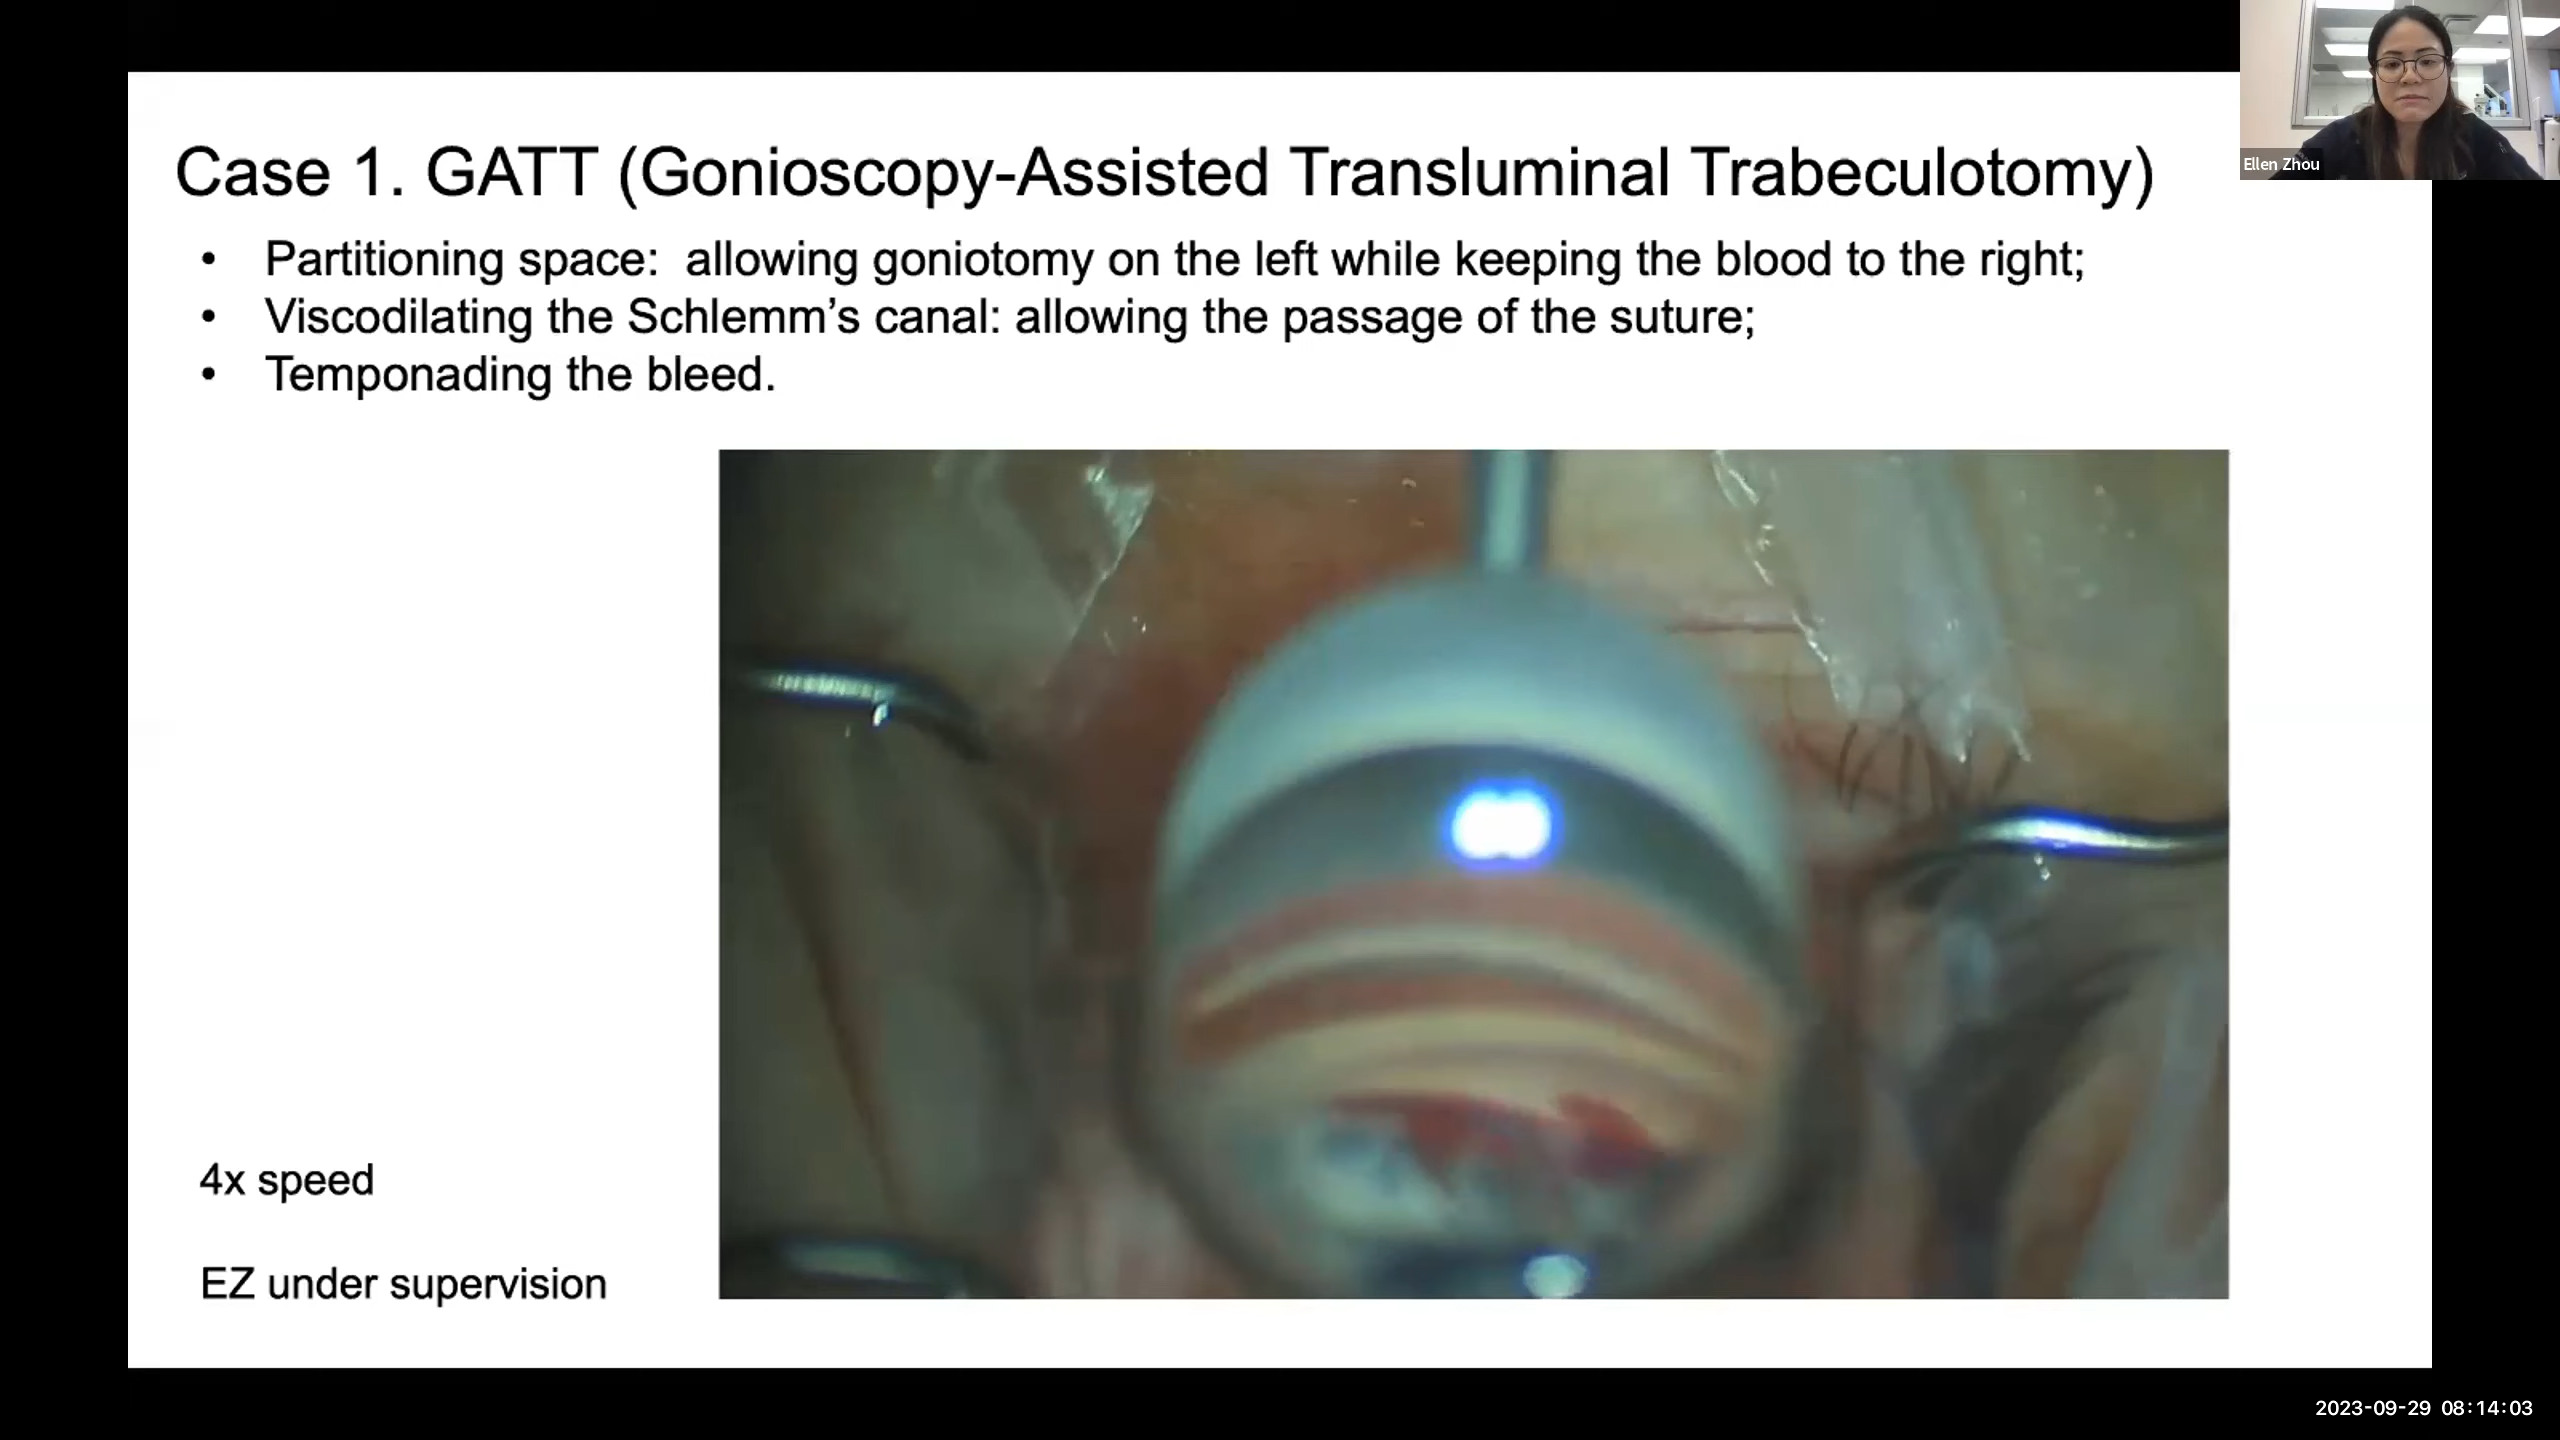 Ellen Zhou
Case 1. GATT (Gonioscopy-Assisted Transluminal Trabeculotomy)
• Partitioning space:  allowing goniotomy on the left while keeping the blood to the right;
• Viscodilating the Schlemm’s canal: allowing the passage of the suture;
• Temponading the bleed.
4x speed
EZ under supervision
2023-09-29 08:14:03